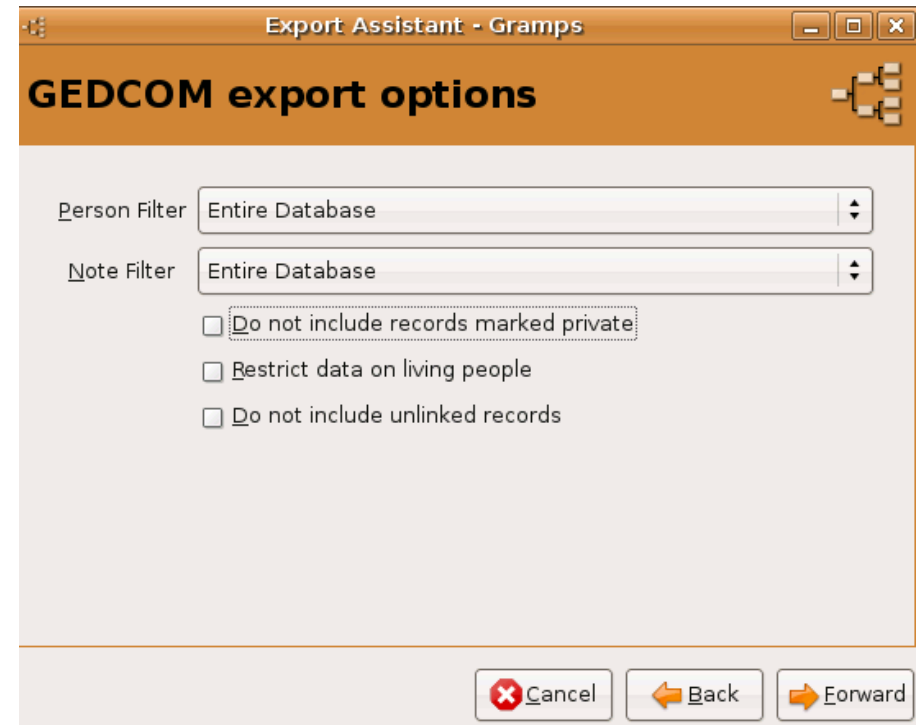 Export Assistant - Gramps
GEDCOM export options
Person Filter Entire Database
Note Filter Entire Database
Do not include records marked private
Restrict data on living people
Do not include unlinked records
Cancel Back Forward